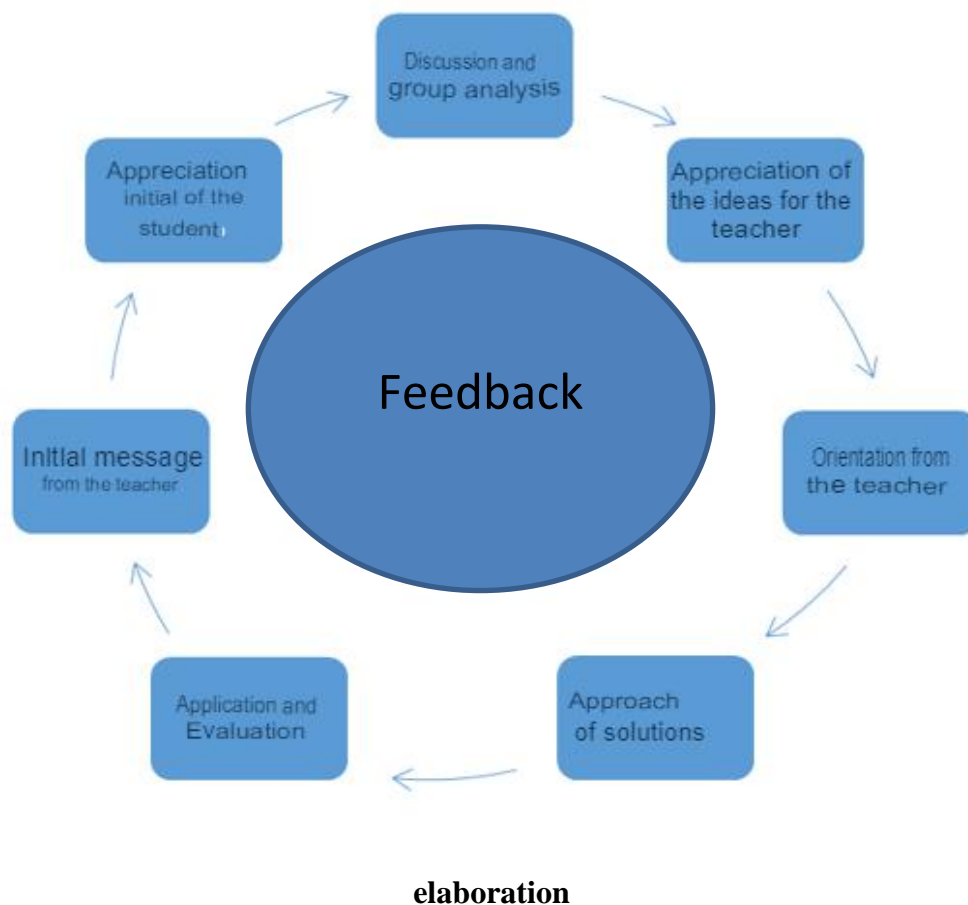 Discussion and
group analysis
Appreciation
initial of the
student
Appreciation of
the ideas for the
teacher
Feedback
Initial message
from the teacher
Orientation from
the teacher
Application and
Evaluation
Approach
of solutions
elaboration